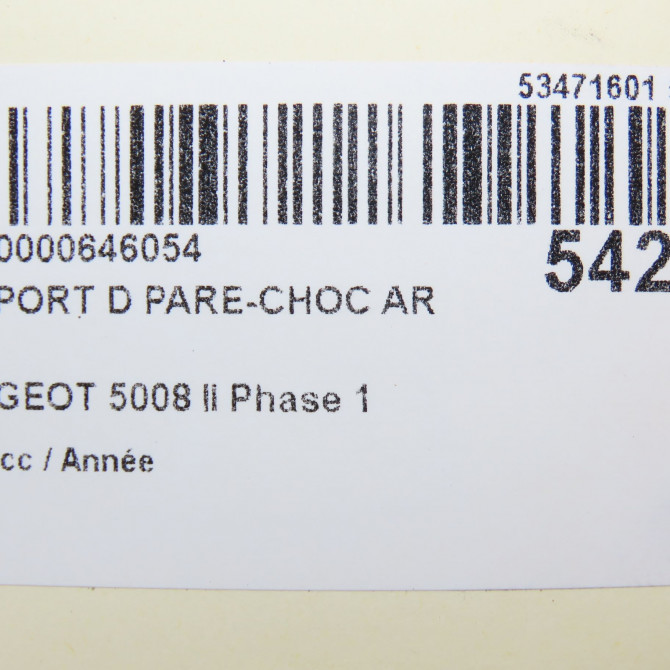 53471601
0000646054
542
PORT D PARE-CHOC AR
GEOT 5008 II Phase 1
cc / Année